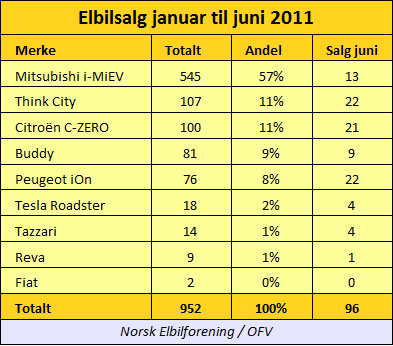 Elbilsalg januar til juni 2011
Merke Totalt Andel Salg juni
Mitsubishi i-MiEV 545 57% 13
Think City 107 11% 22
Citroën C-ZERO 100 11% 21
Buddy 81 9% 9
Peugeot iOn 76 8% 22
Tesla Roadster 18 2% 4
Tazzari 14 1% 4
Reva 9 1% 1
Fiat 2 0% 0
Totalt 952 100% 96
Norsk Elbilforening / OFV